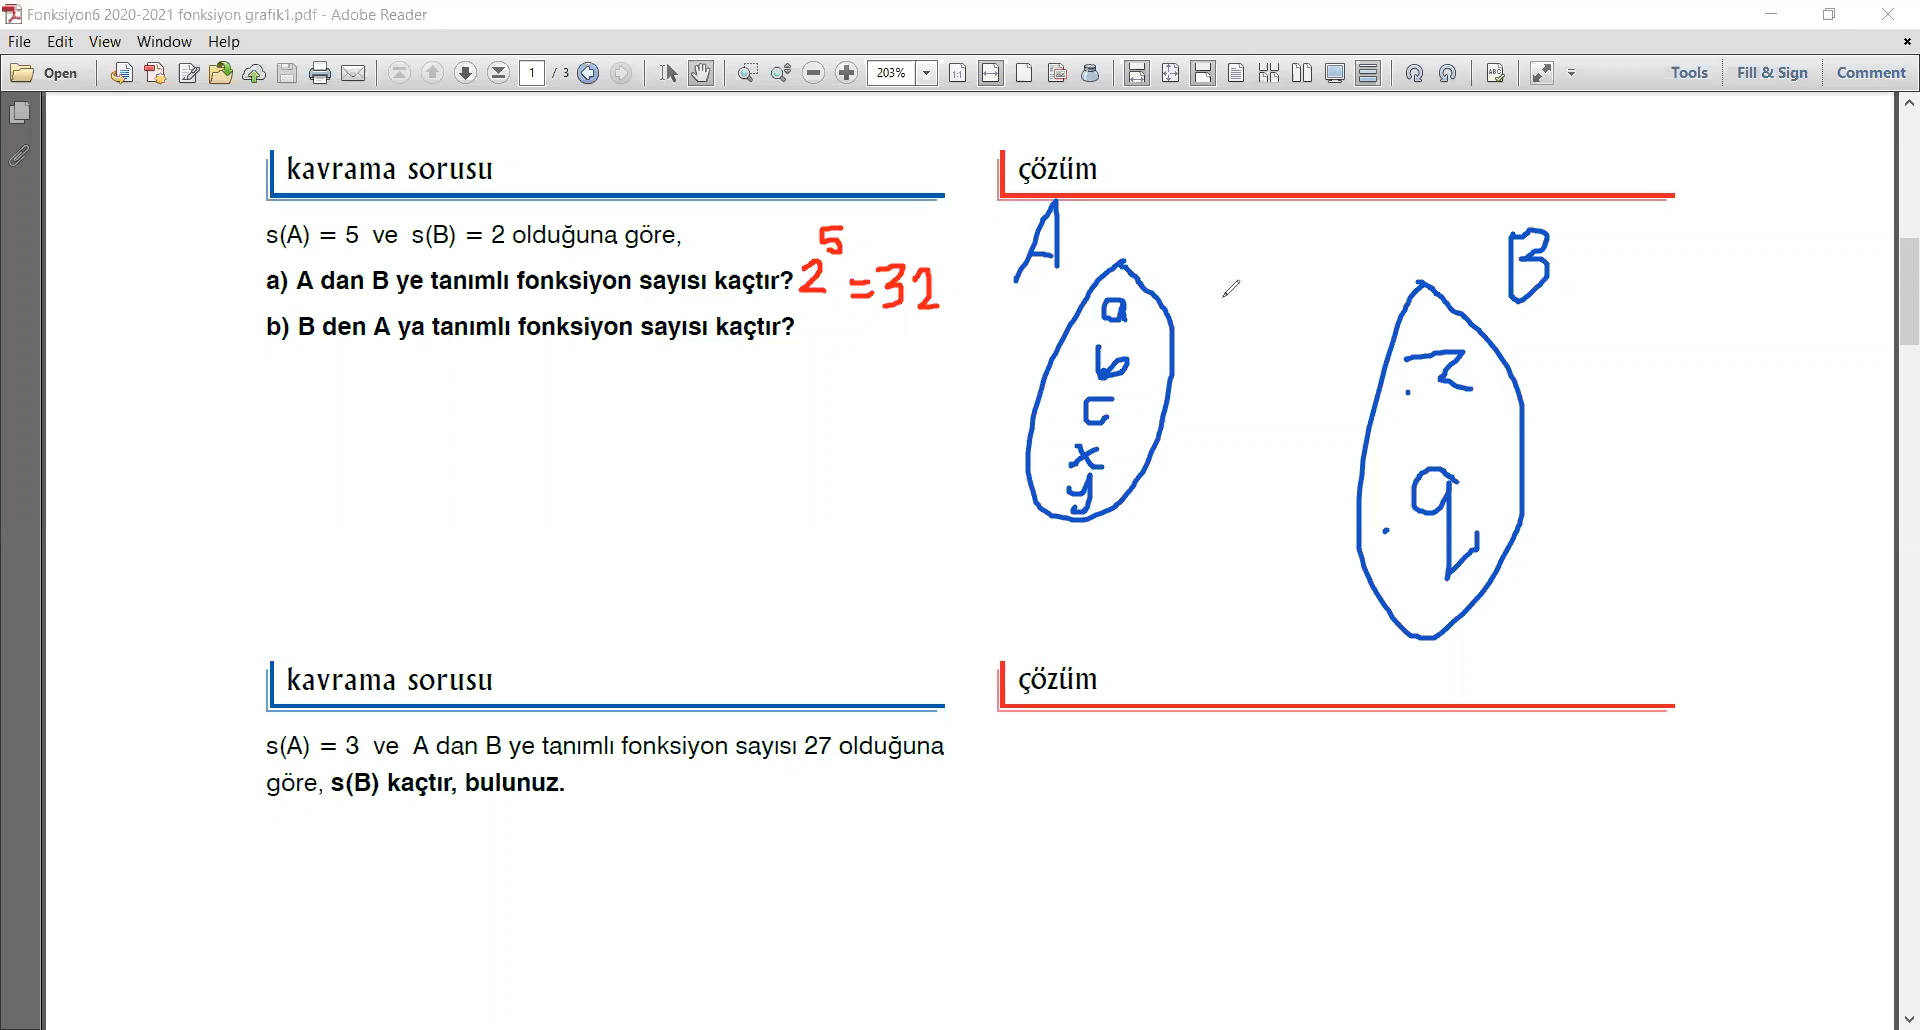 Fonksiyon6 2020-2021 fonksiyon grafik1.pdf - Adobe Reader
File Edit View Window Help
Open 1 / 3 203% Tools Fill & Sign Comment
kavrama sorusu
s(A) = 5 ve s(B) = 2 olduğuna göre,
a) A dan B ye tanımlı fonksiyon sayısı kaçtır? 2^5 = 32
b) B den A ya tanımlı fonksiyon sayısı kaçtır?
çözüm
A
a
b
c
x
y
B
z
q
kavrama sorusu
s(A) = 3 ve A dan B ye tanımlı fonksiyon sayısı 27 olduğuna
göre, s(B) kaçtır, bulunuz.
çözüm